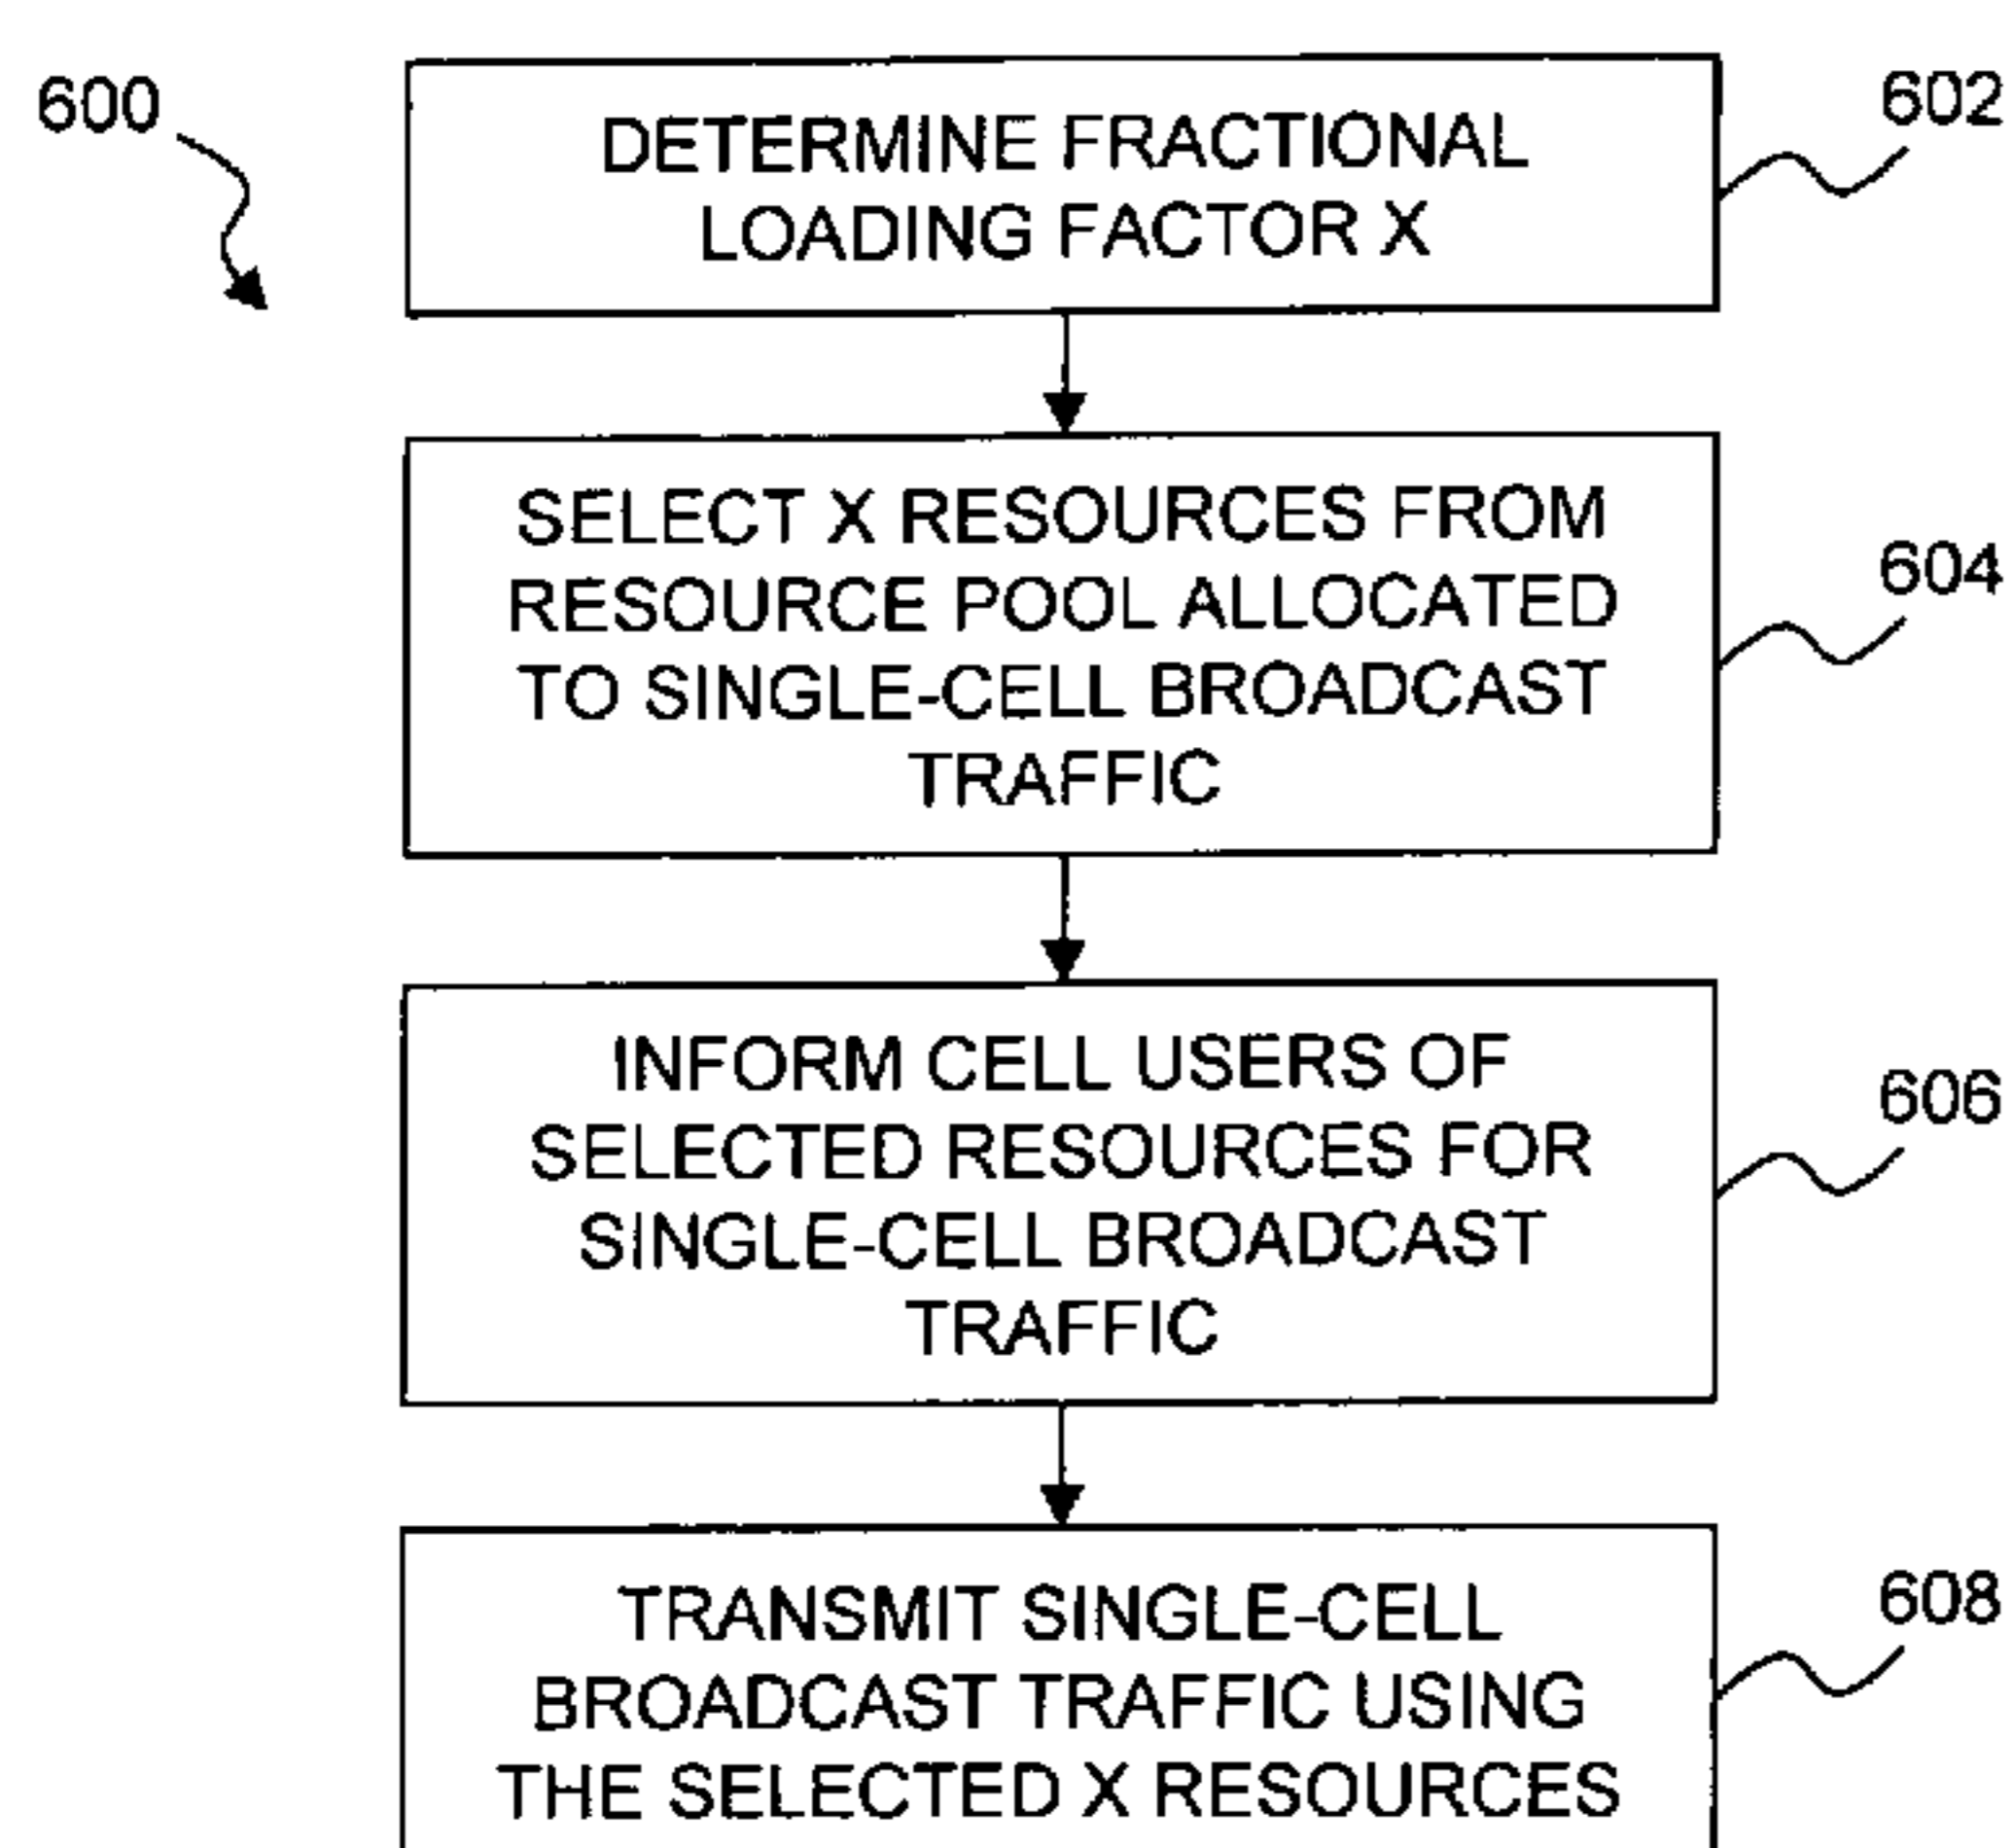 600
DETERMINE FRACTIONAL
LOADING FACTOR X
602
SELECT X RESOURCES FROM
RESOURCE POOL ALLOCATED
TO SINGLE-CELL BROADCAST
TRAFFIC
604
INFORM CELL USERS OF
SELECTED RESOURCES FOR
SINGLE-CELL BROADCAST
TRAFFIC
606
TRANSMIT SINGLE-CELL
BROADCAST TRAFFIC USING
THE SELECTED X RESOURCES
608